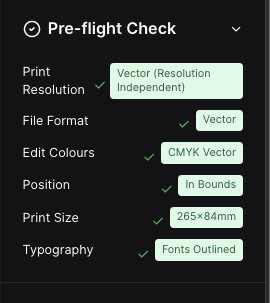 Pre-flight Check
Print Resolution
Vector (Resolution Independent)
File Format
Vector
Edit Colours
CMYK Vector
Position
In Bounds
Print Size
265×84mm
Typography
Fonts Outlined